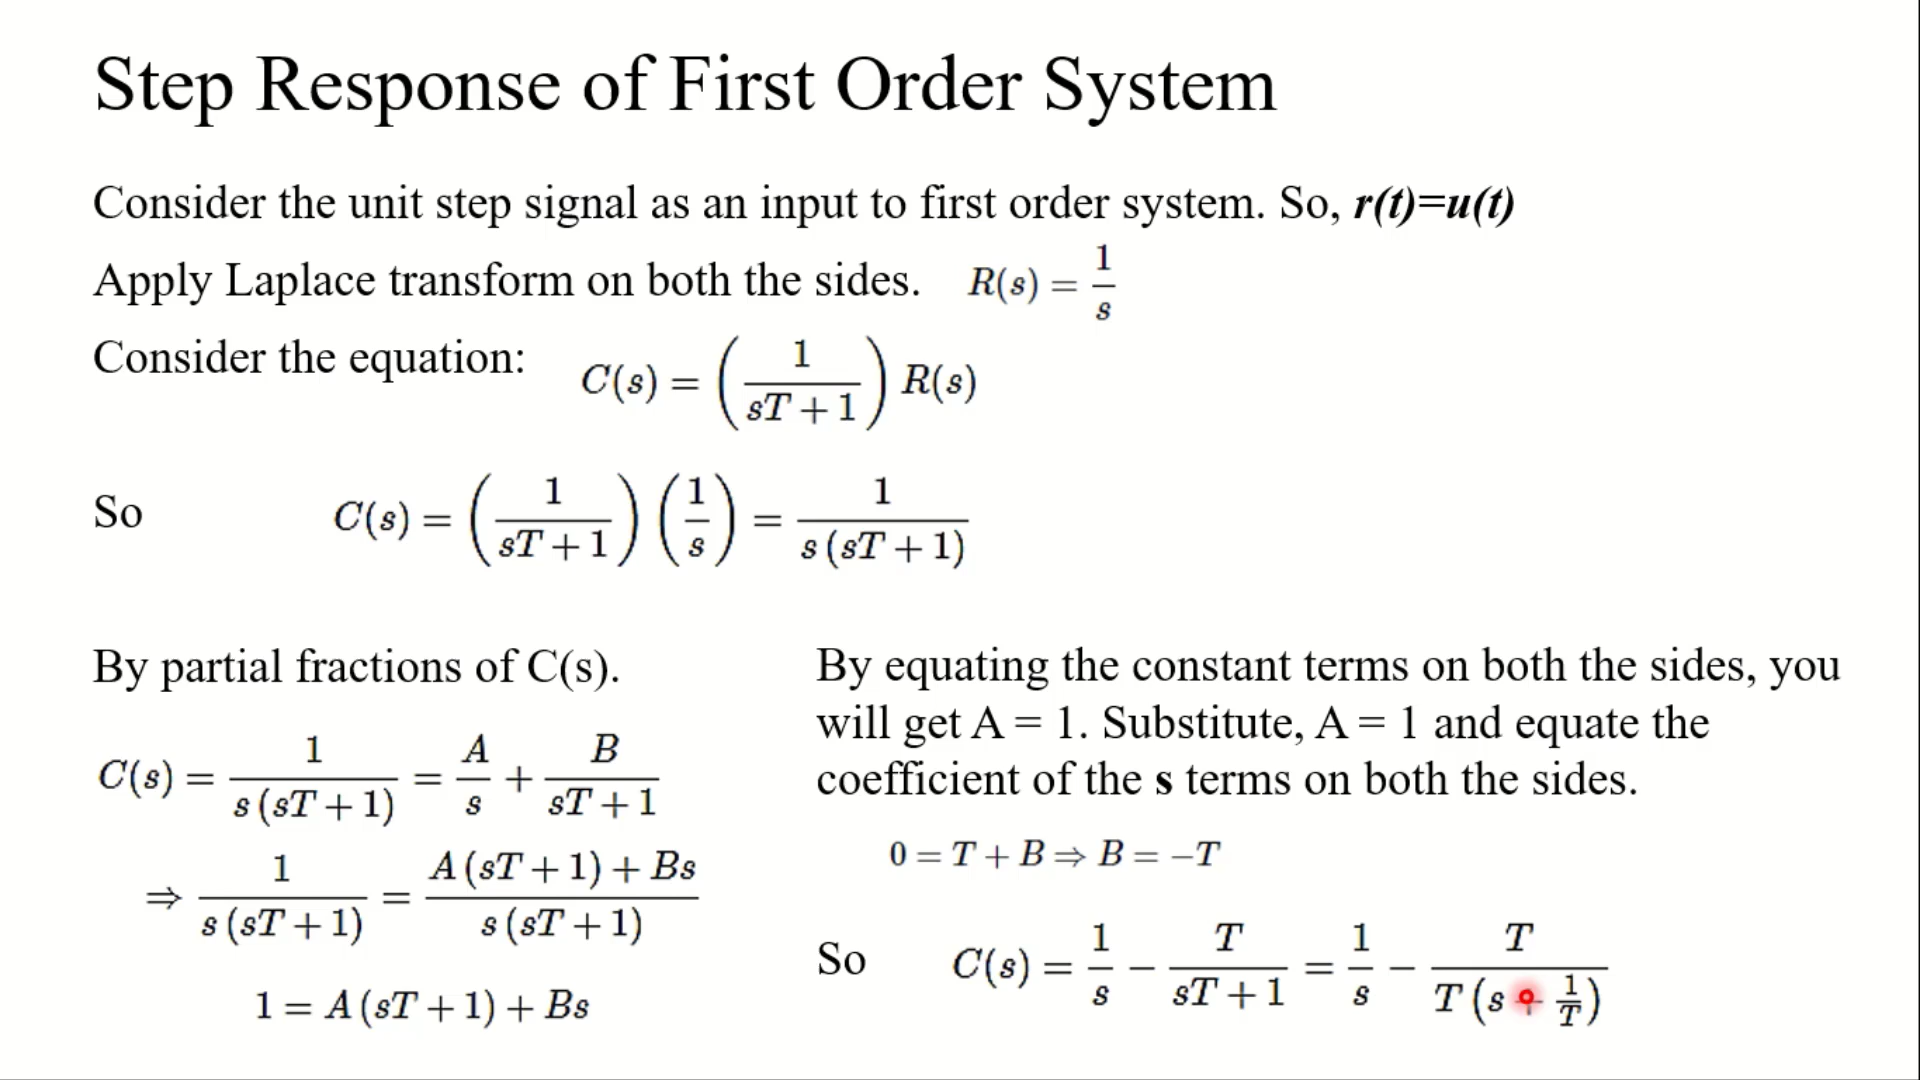 Step Response of First Order System
Consider the unit step signal as an input to first order system. So, r(t)=u(t)
Apply Laplace transform on both the sides. R(s) = 1/s
Consider the equation: C(s) = (1/(sT + 1)) R(s)
So C(s) = (1/(sT + 1)) (1/s) = 1/(s (sT + 1))
By partial fractions of C(s).
C(s) = 1/(s (sT + 1)) = A/s + B/(sT + 1)
⇒ 1/(s (sT + 1)) = (A (sT + 1) + Bs)/(s (sT + 1))
1 = A (sT + 1) + Bs
By equating the constant terms on both the sides, you
will get A = 1. Substitute, A = 1 and equate the
coefficient of the s terms on both the sides.
0 = T + B ⇒ B = −T
So C(s) = 1/s − T/(sT + 1) = 1/s − T/(T (s + 1/T))